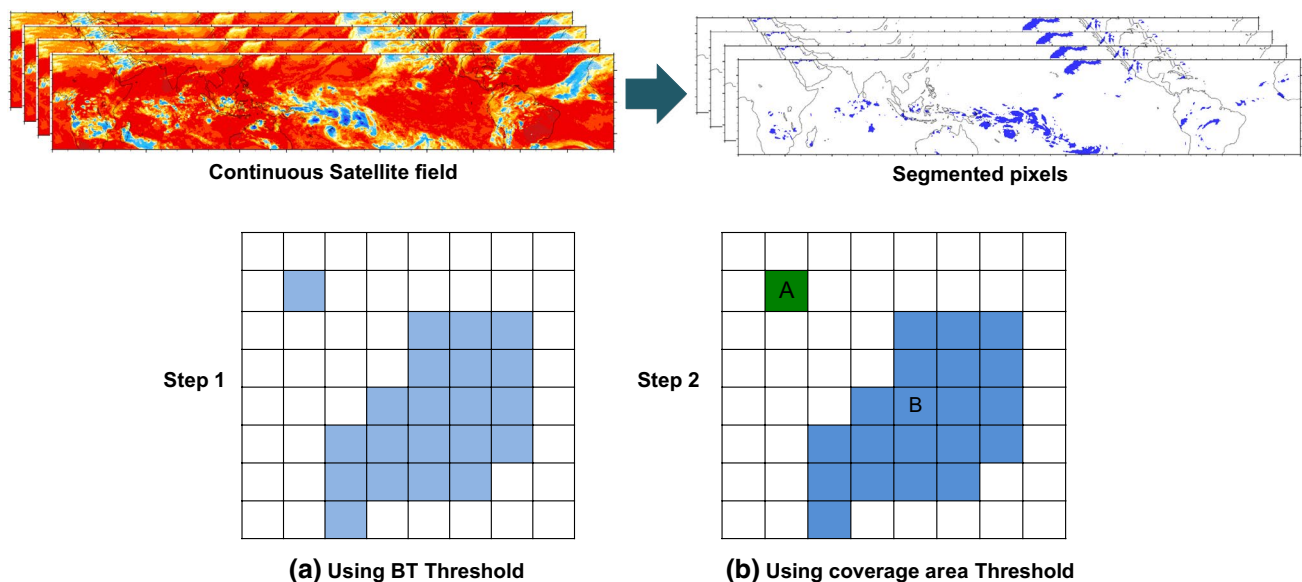 Continuous Satellite field
Segmented pixels
Step 1
Step 2
A
B
(a) Using BT Threshold
(b) Using coverage area Threshold